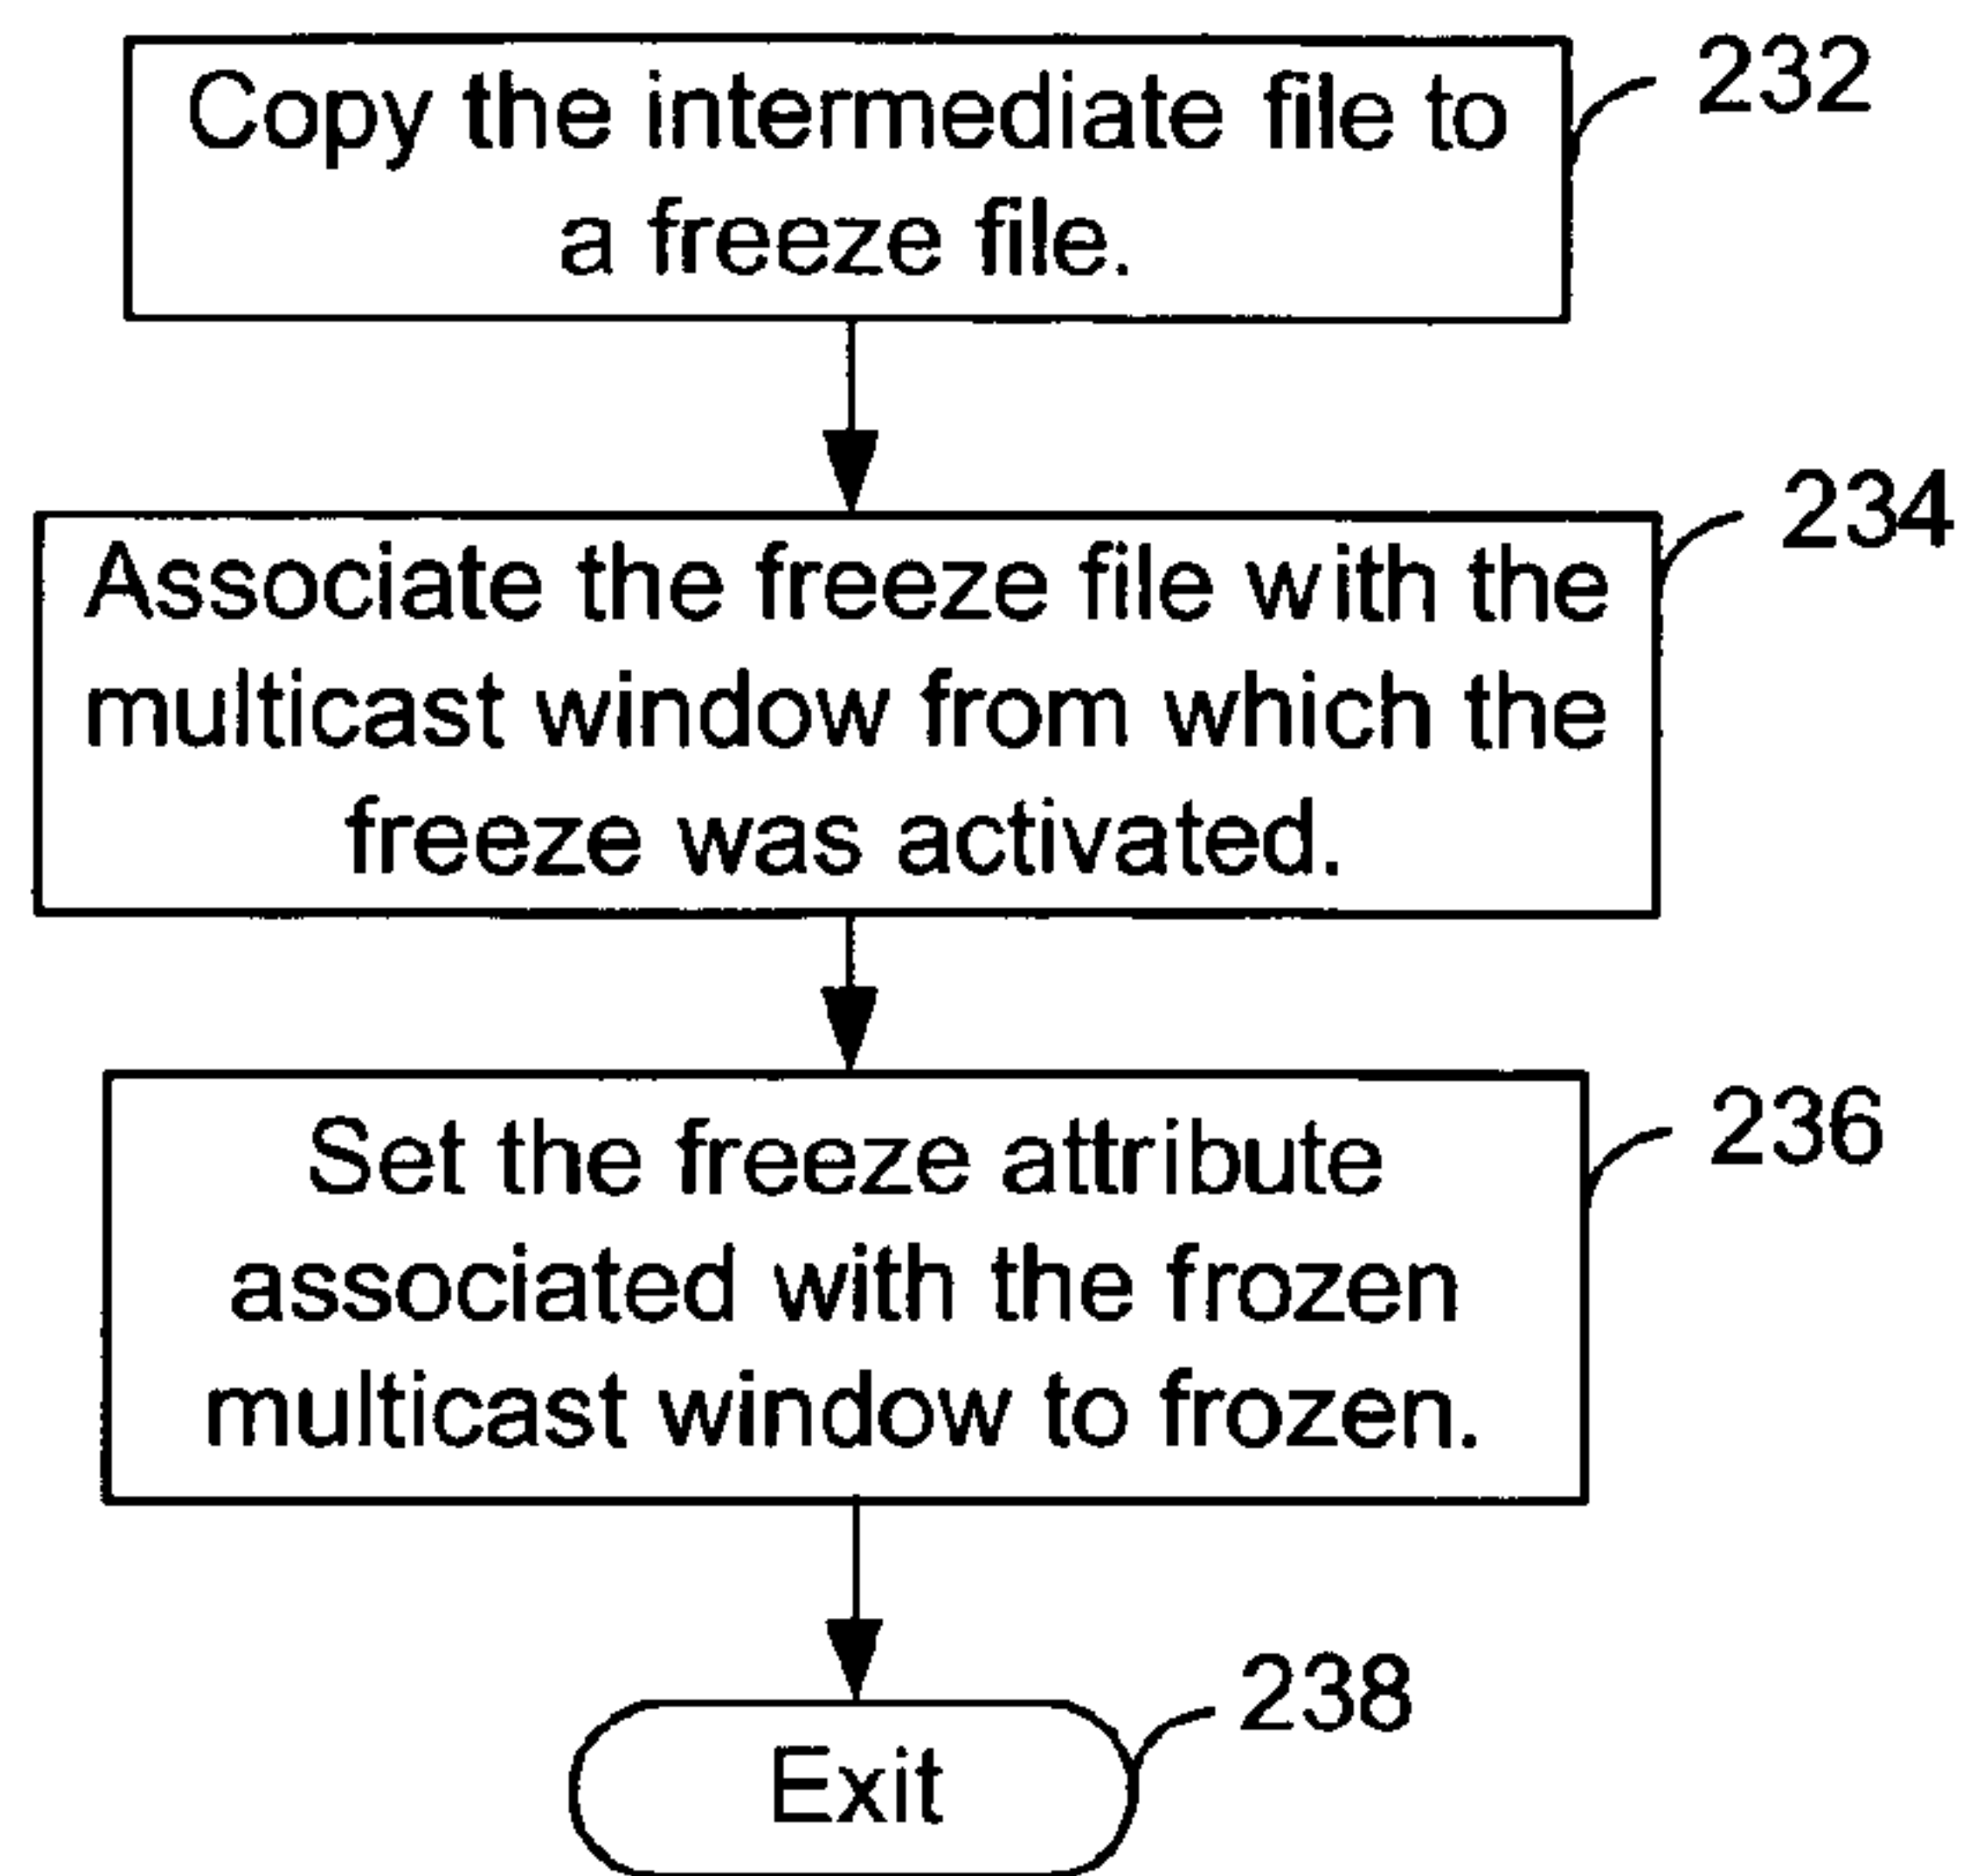 Copy the intermediate file to
a freeze file.
232
Associate the freeze file with the
multicast window from which the
freeze was activated.
234
Set the freeze attribute
associated with the frozen
multicast window to frozen.
236
Exit
238